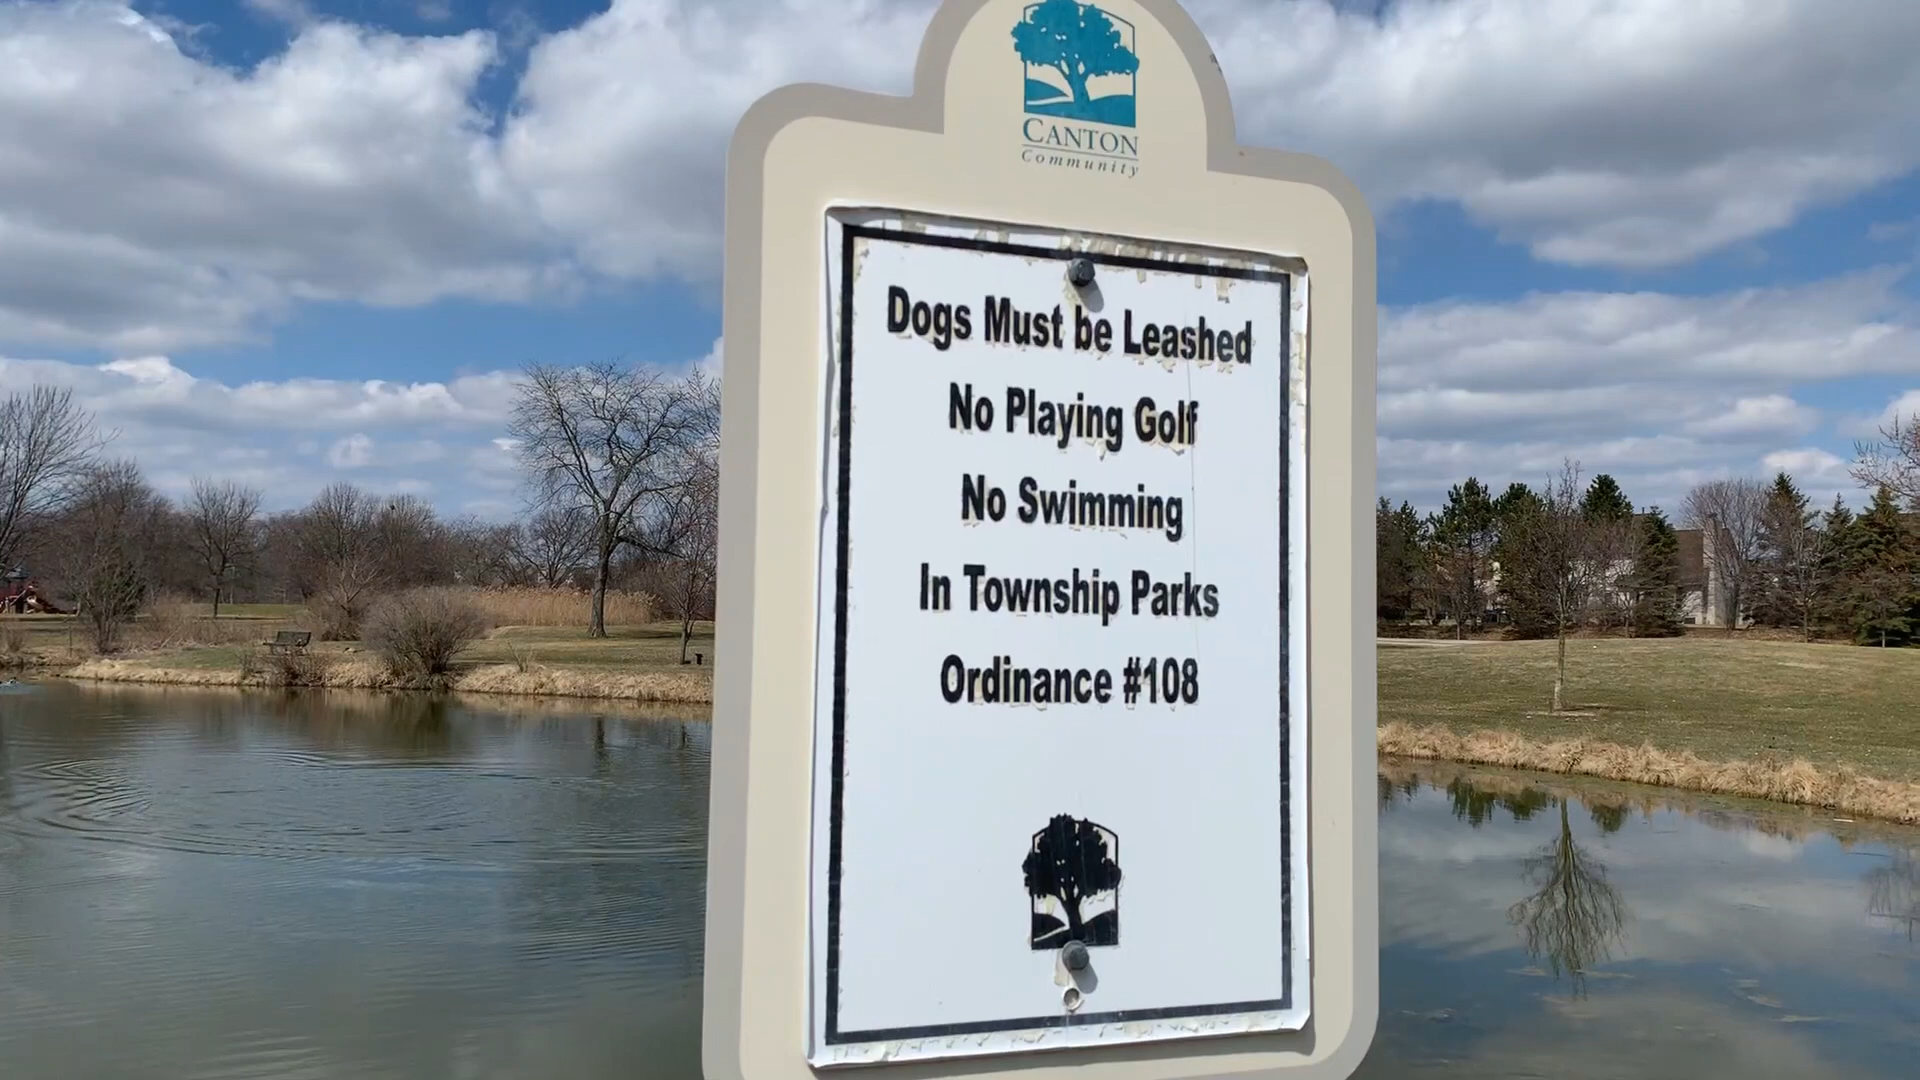 CANTON
Community
Dogs Must be Leashed
No Playing Golf
No Swimming
In Township Parks
Ordinance #108